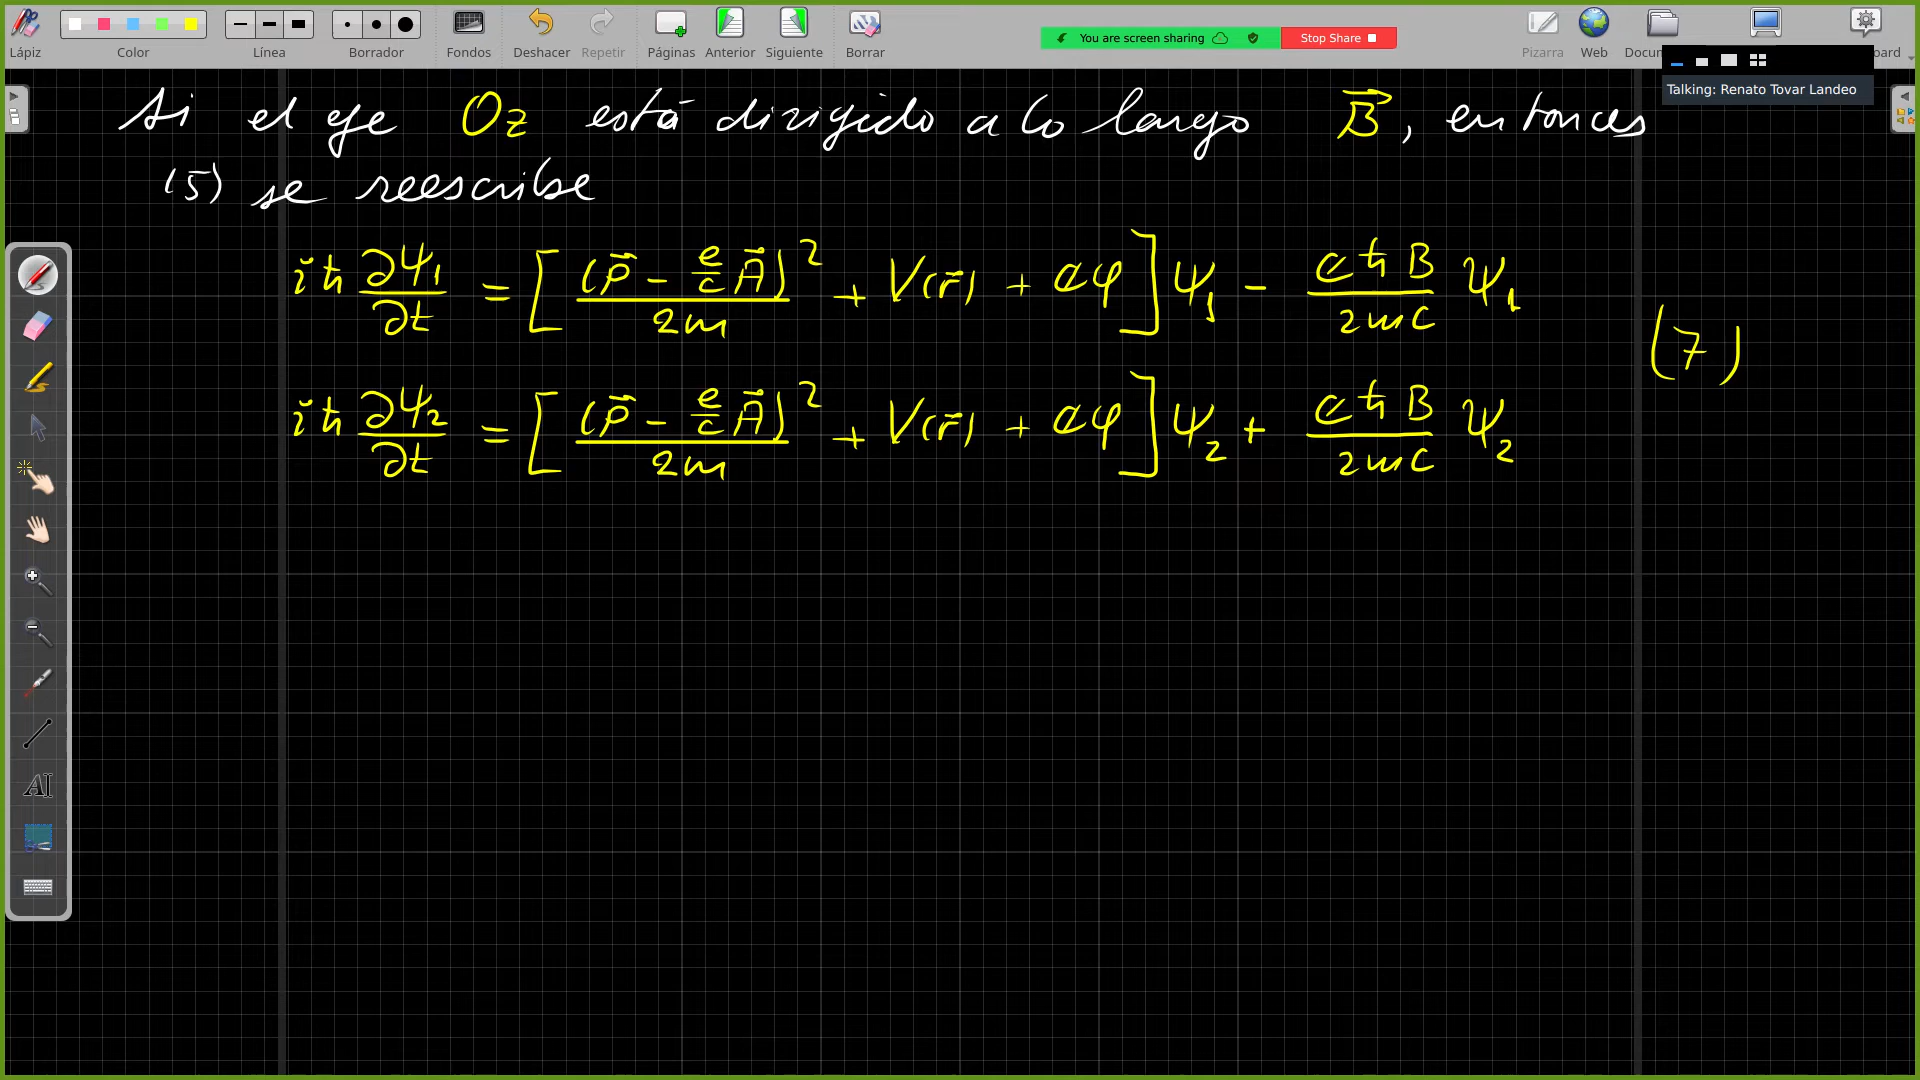 Lápiz Color Línea Borrador Fondos Deshacer Repetir Páginas Anterior Siguiente Borrar You are screen sharing Stop Share Pizarra Web
Talking: Renato Tovar Landeo
Si el eje Oz está dirigido a lo largo B⃗, entonces
(5) se reescribe
iħ ∂ψ₁/∂t = [ (p⃗ - e/c A⃗)²/2m + V(r⃗) + eφ ] ψ₁ - eħB/2mc ψ₁
(7)
iħ ∂ψ₂/∂t = [ (p⃗ - e/c A⃗)²/2m + V(r⃗) + eφ ] ψ₂ + eħB/2mc ψ₂